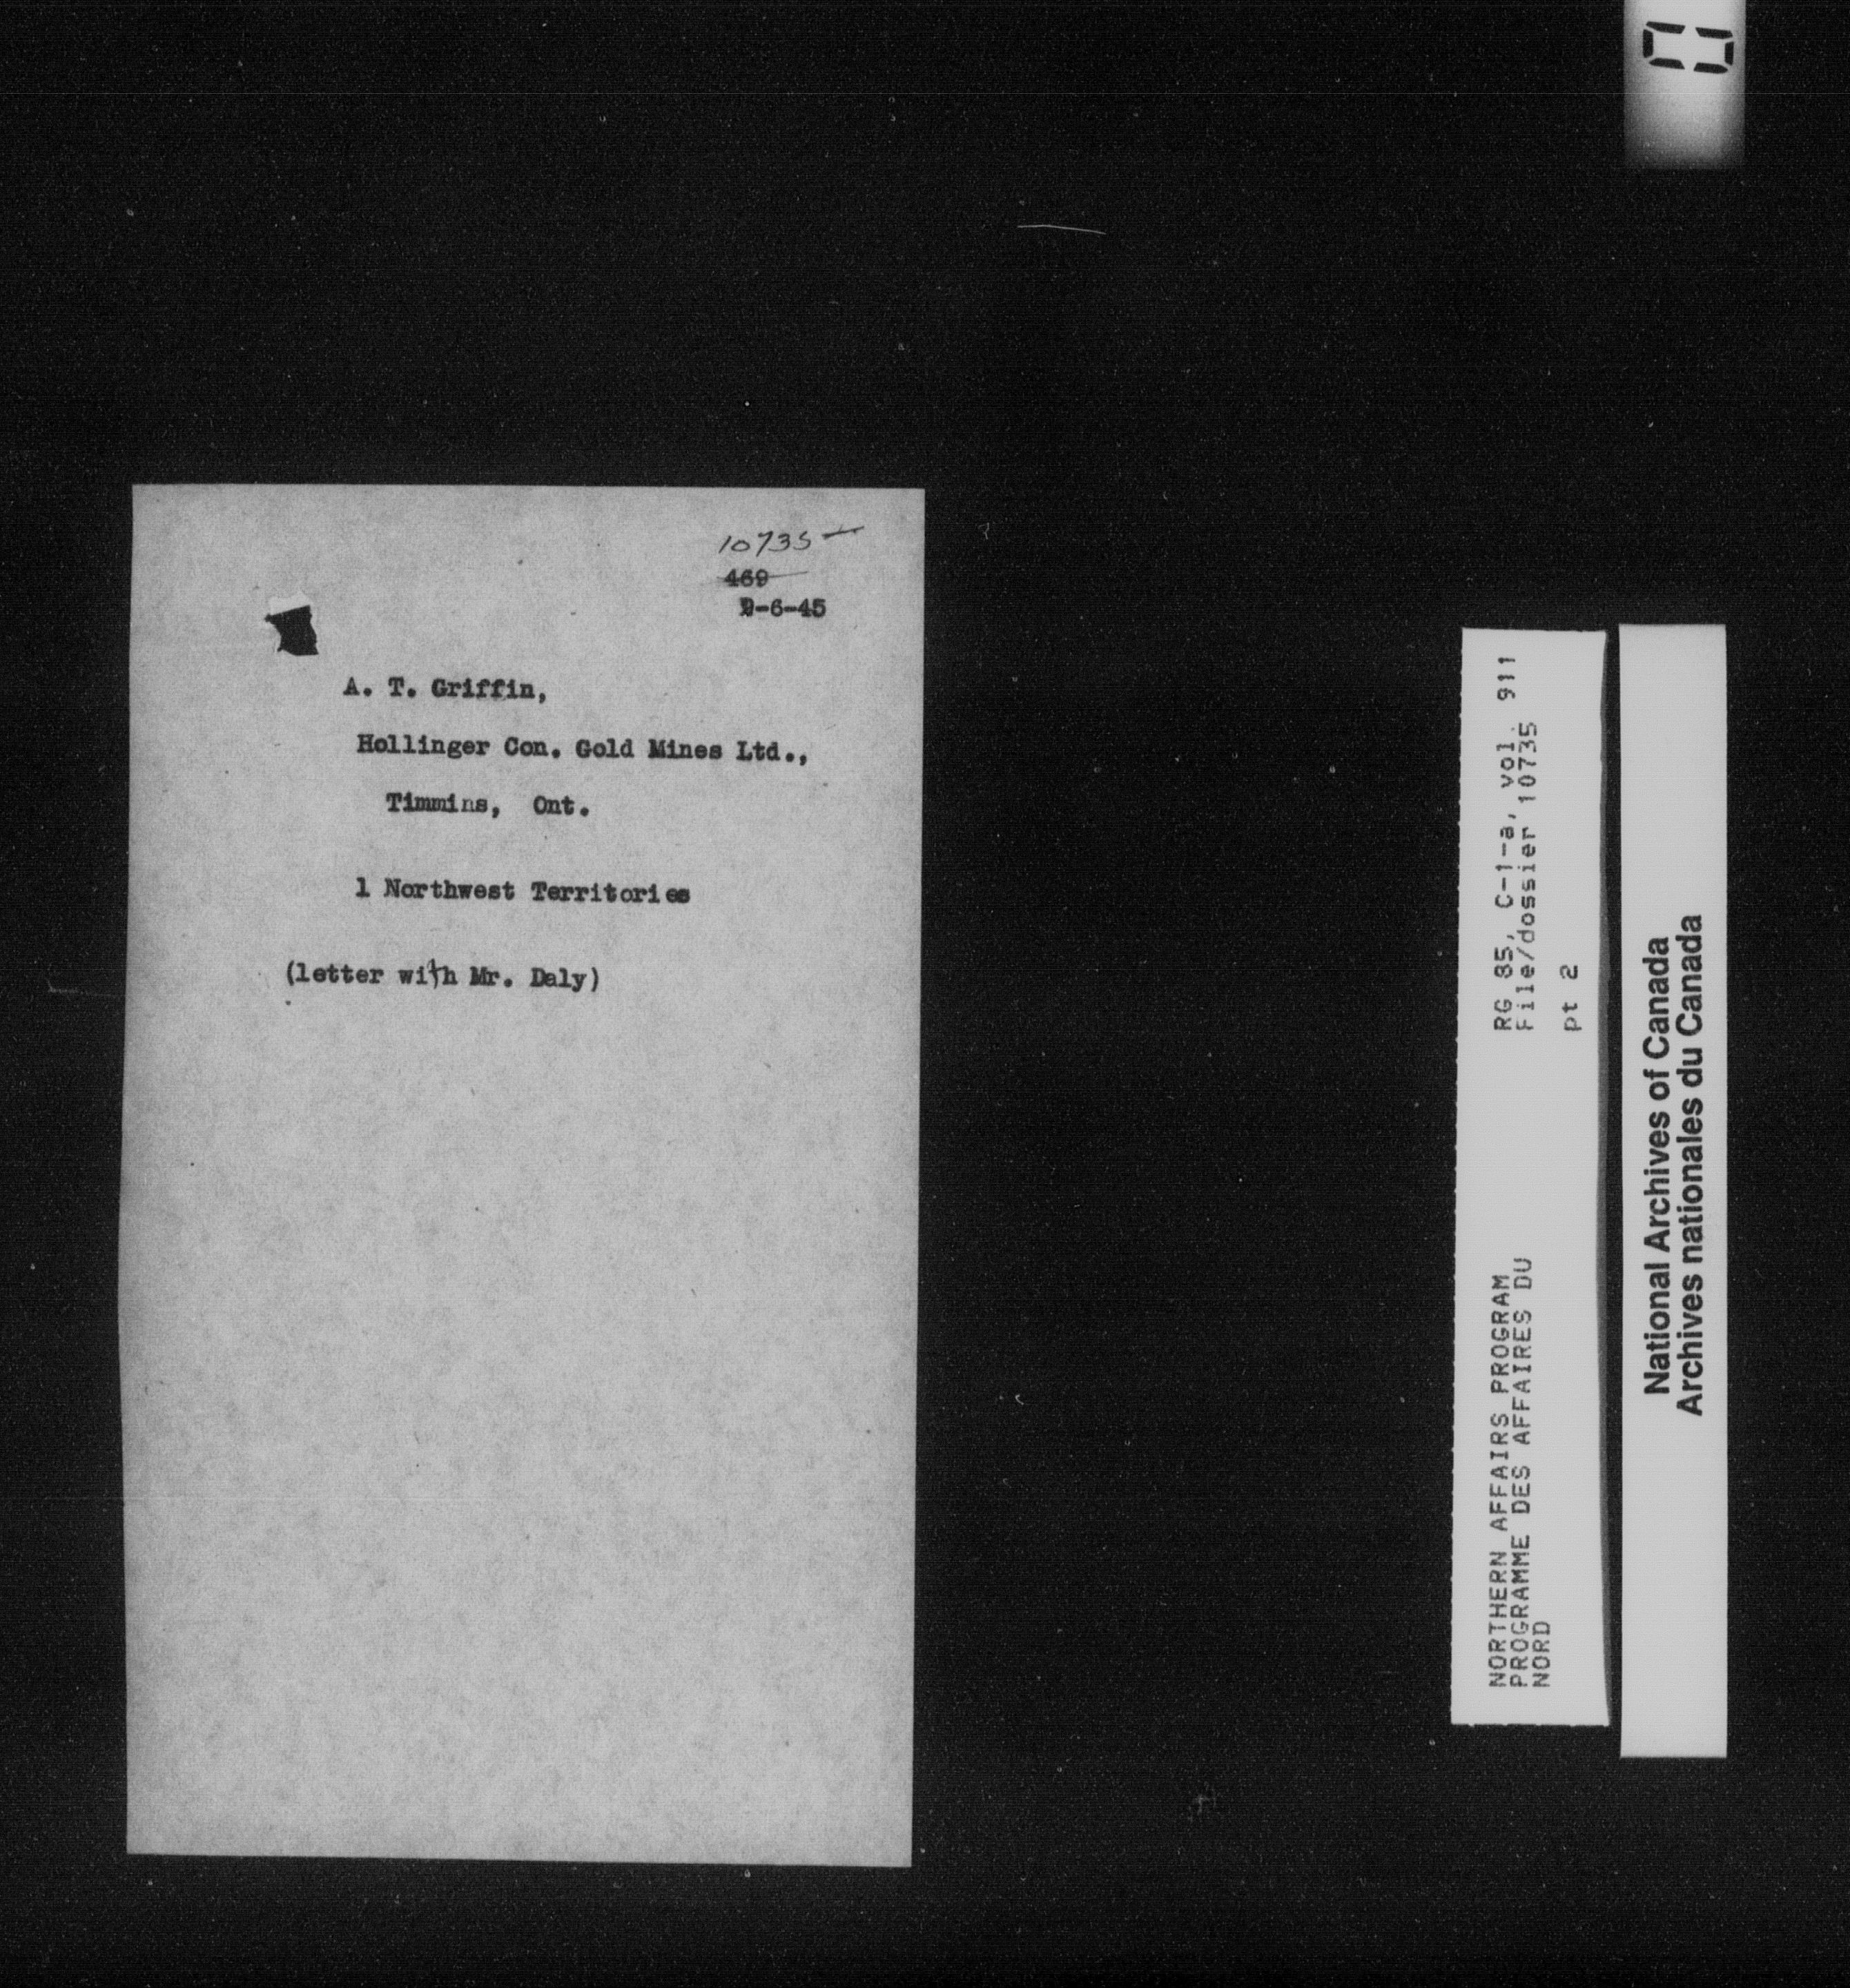 10735
469
9-6-45
A. T. Griffin,
Hollinger Con. Gold Mines Ltd.,
Timmins, Ont.
1 Northwest Territories
(letter with Mr. Daly)
RG 85, C-1-a, vol. 911
File/dossier 10735
pt 2
NORTHERN AFFAIRS PROGRAM
PROGRAMME DES AFFAIRES DU
NORD
National Archives of Canada
Archives nationales du Canada
0